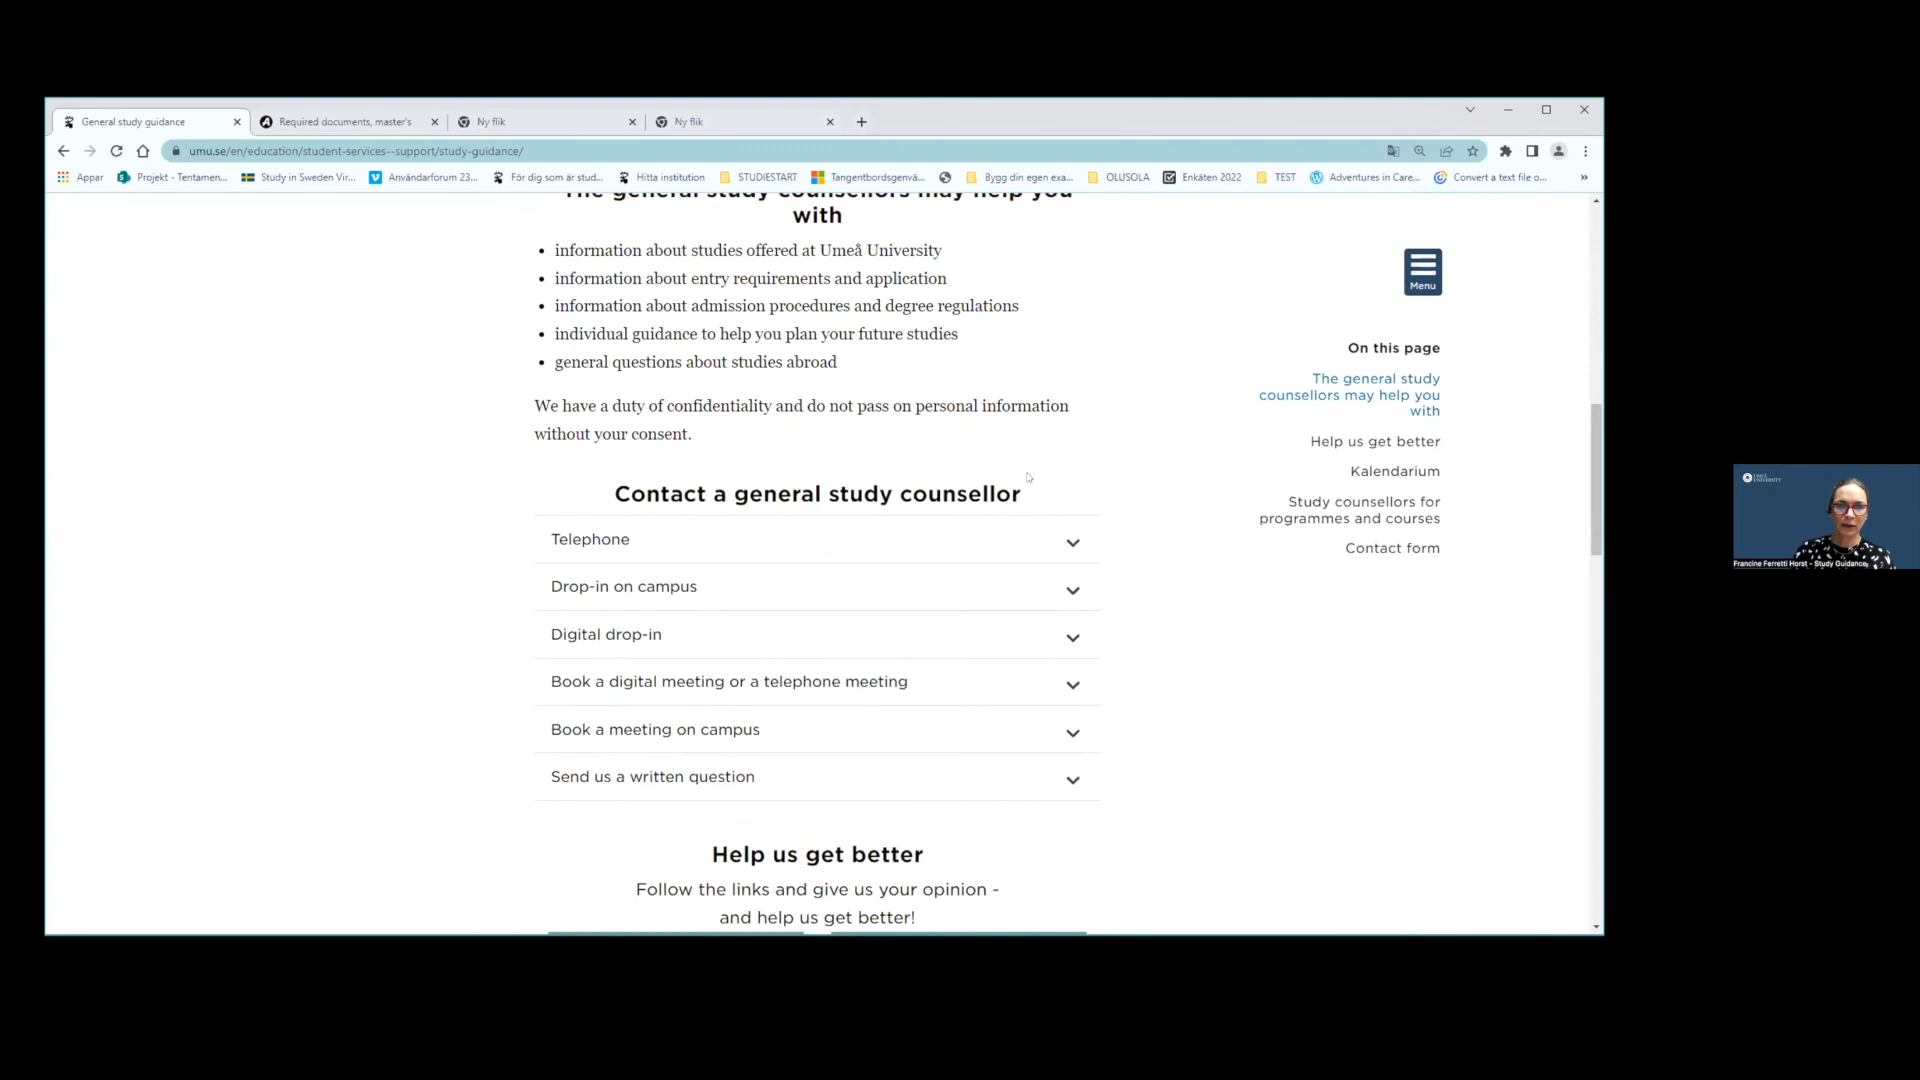 General study guidance
Required documents, master's
Ny flik
Ny flik
umu.se/en/education/student-services--support/study-guidance/
Appar
Projekt - Tentamen...
Study in Sweden Vir...
Användarforum 23...
För dig som är stud...
Hitta institution
STUDIESTART
Tangentbordsgenvä...
Bygg din egen exa...
OLUSOLA
Enkäten 2022
TEST
Adventures in Care...
Convert a text file o...
»
The general study counsellors may help you
with
• information about studies offered at Umeå University
• information about entry requirements and application
• information about admission procedures and degree regulations
• individual guidance to help you plan your future studies
• general questions about studies abroad
We have a duty of confidentiality and do not pass on personal information
without your consent.
Contact a general study counsellor
Telephone
Drop-in on campus
Digital drop-in
Book a digital meeting or a telephone meeting
Book a meeting on campus
Send us a written question
Help us get better
Follow the links and give us your opinion -
and help us get better!
Menu
On this page
The general study
counsellors may help you
with
Help us get better
Kalendarium
Study counsellors for
programmes and courses
Contact form
UMEÅ
UNIVERSITY
Francine Ferretti Horst - Study Guidance,